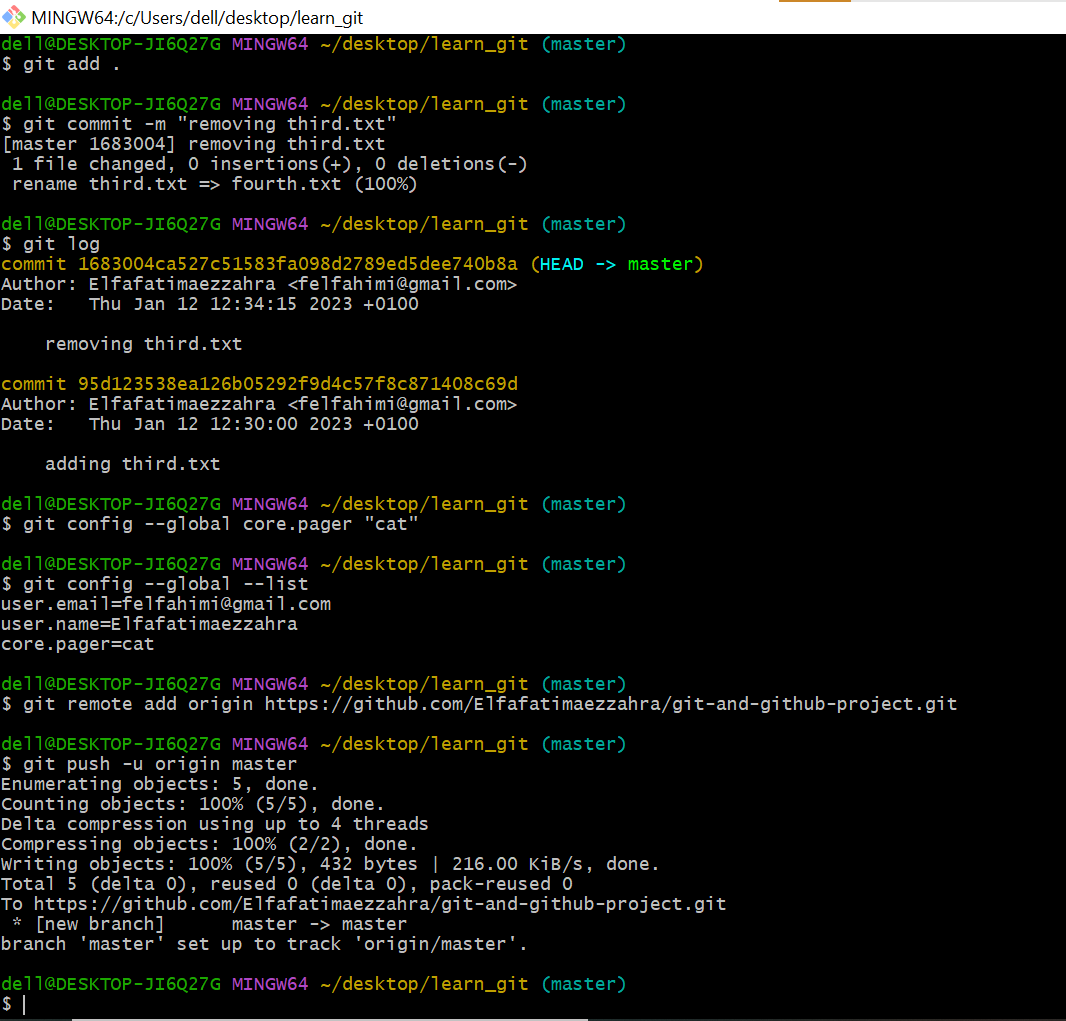 MINGW64:/c/Users/dell/desktop/learn_git
dell@DESKTOP-JI6Q27G MINGW64 ~/desktop/learn_git (master)
$ git add .
dell@DESKTOP-JI6Q27G MINGW64 ~/desktop/learn_git (master)
$ git commit -m "removing third.txt"
[master 1683004] removing third.txt
 1 file changed, 0 insertions(+), 0 deletions(-)
 rename third.txt => fourth.txt (100%)
dell@DESKTOP-JI6Q27G MINGW64 ~/desktop/learn_git (master)
$ git log
commit 1683004ca527c51583fa098d2789ed5dee740b8a (HEAD -> master)
Author: Elfafatimaezzahra <felfahimi@gmail.com>
Date:   Thu Jan 12 12:34:15 2023 +0100
    removing third.txt
commit 95d123538ea126b05292f9d4c57f8c871408c69d
Author: Elfafatimaezzahra <felfahimi@gmail.com>
Date:   Thu Jan 12 12:30:00 2023 +0100
    adding third.txt
dell@DESKTOP-JI6Q27G MINGW64 ~/desktop/learn_git (master)
$ git config --global core.pager "cat"
dell@DESKTOP-JI6Q27G MINGW64 ~/desktop/learn_git (master)
$ git config --global --list
user.email=felfahimi@gmail.com
user.name=Elfafatimaezzahra
core.pager=cat
dell@DESKTOP-JI6Q27G MINGW64 ~/desktop/learn_git (master)
$ git remote add origin https://github.com/Elfafatimaezzahra/git-and-github-project.git
dell@DESKTOP-JI6Q27G MINGW64 ~/desktop/learn_git (master)
$ git push -u origin master
Enumerating objects: 5, done.
Counting objects: 100% (5/5), done.
Delta compression using up to 4 threads
Compressing objects: 100% (2/2), done.
Writing objects: 100% (5/5), 432 bytes | 216.00 KiB/s, done.
Total 5 (delta 0), reused 0 (delta 0), pack-reused 0
To https://github.com/Elfafatimaezzahra/git-and-github-project.git
 * [new branch]      master -> master
branch 'master' set up to track 'origin/master'.
dell@DESKTOP-JI6Q27G MINGW64 ~/desktop/learn_git (master)
$